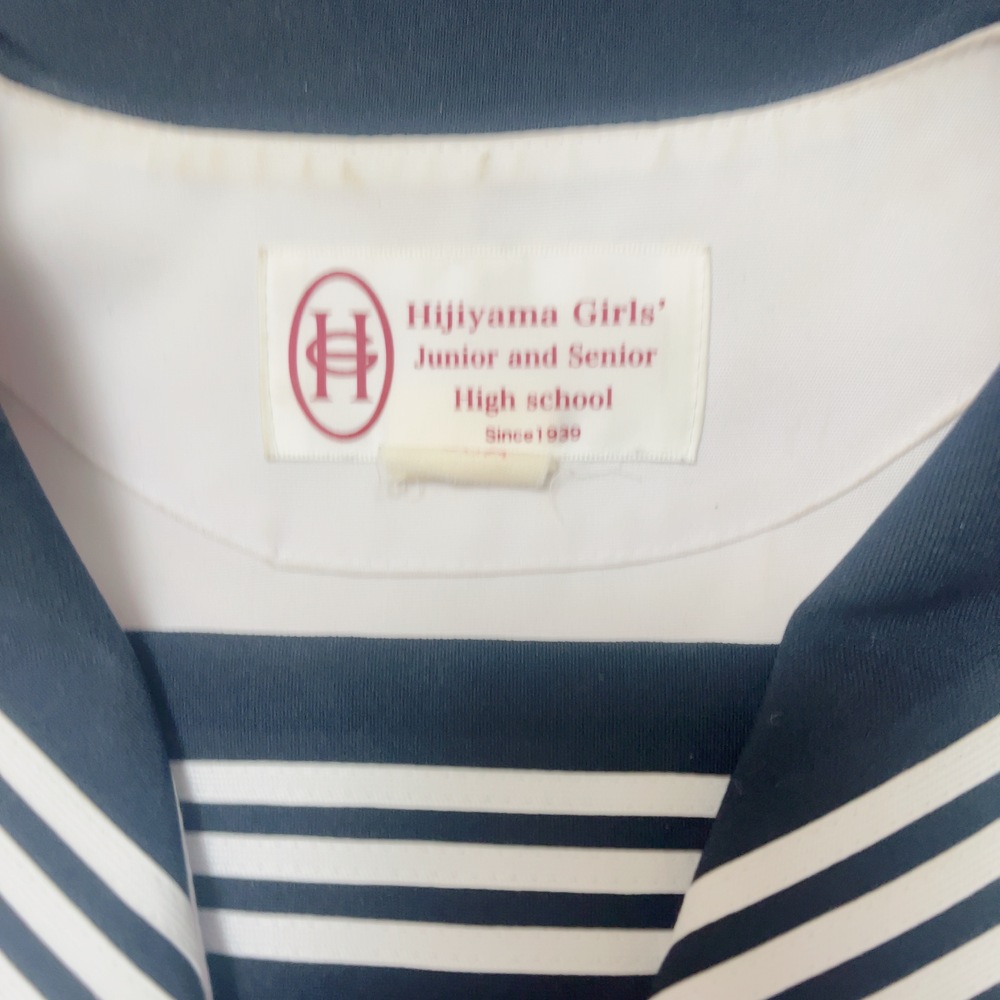 Hijiyama Girls'
Junior and Senior
High school
Since1939